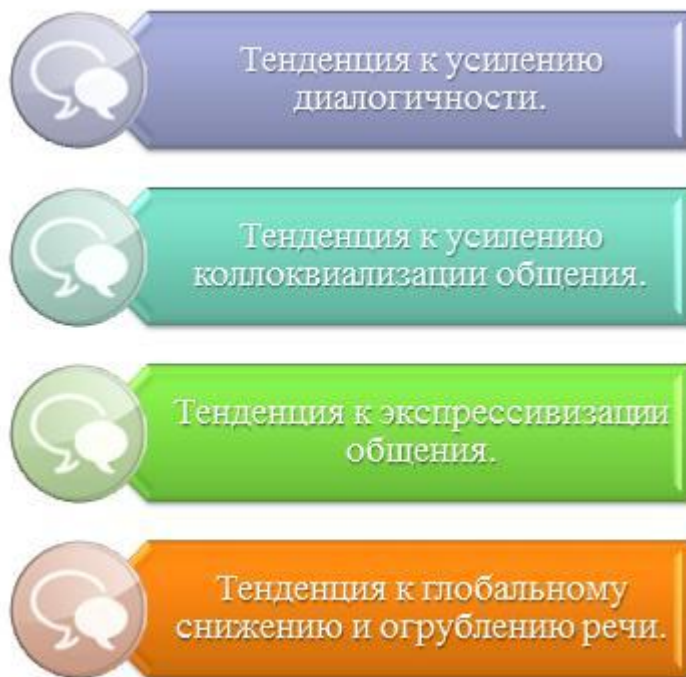 Тенденция к усилению
диалогичности.
Тенденция к усилению
коллоквиализации общения.
Тенденция к экспрессивизации
общения.
Тенденция к глобальному
снижению и огрублению речи.